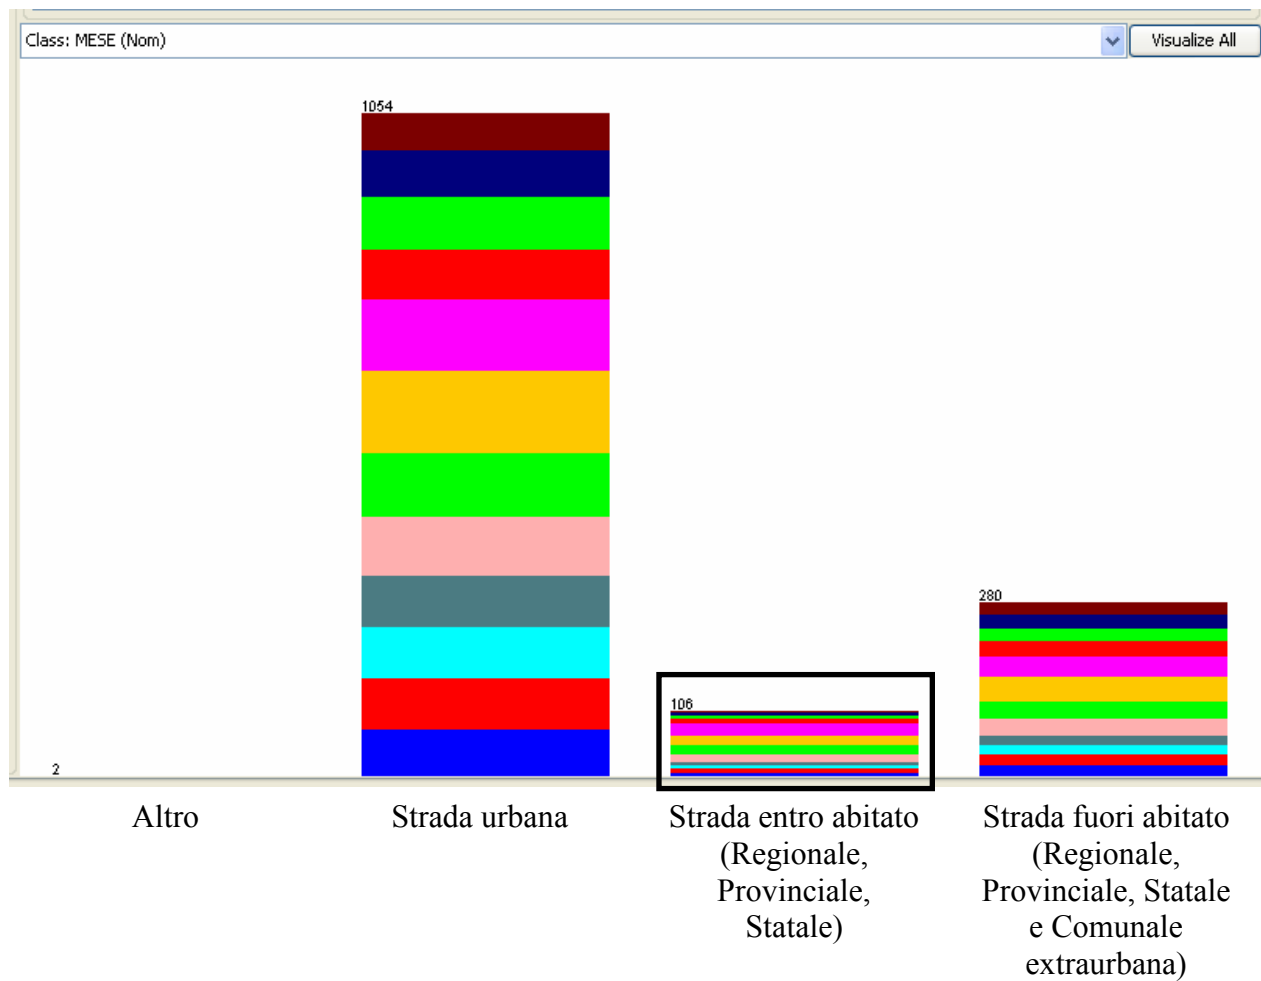 Class: MESE (Nom)
Visualize All
1054
280
106
2
Altro
Strada urbana
Strada entro abitato
(Regionale,
Provinciale,
Statale)
Strada fuori abitato
(Regionale,
Provinciale, Statale
e Comunale
extraurbana)